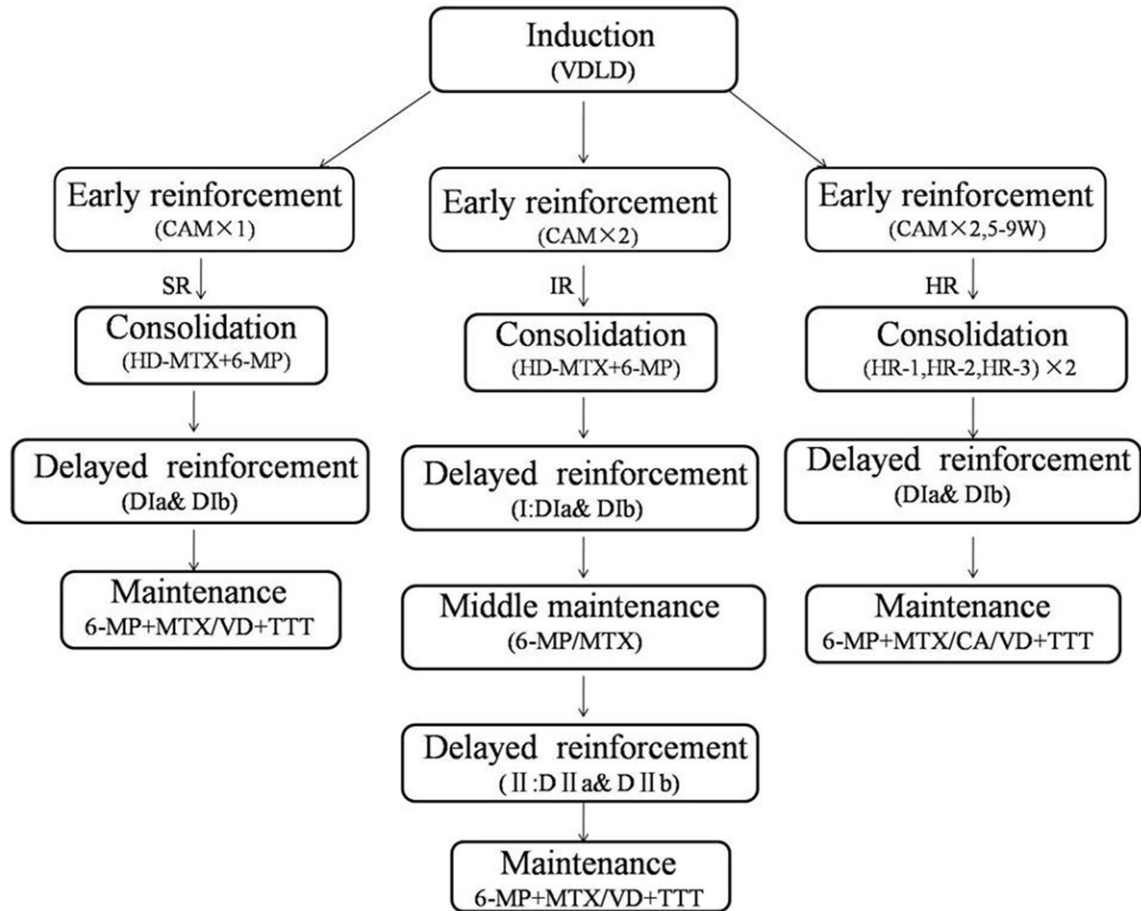 Induction
(VDLD)
Early reinforcement
(CAM×1)
Early reinforcement
(CAM×2)
Early reinforcement
(CAM×2,5-9W)
SR
IR
HR
Consolidation
(HD-MTX+6-MP)
Consolidation
(HD-MTX+6-MP)
Consolidation
(HR-1,HR-2,HR-3) ×2
Delayed reinforcement
(DIa& DIb)
Delayed reinforcement
(I:DIa& DIb)
Delayed reinforcement
(DIa& DIb)
Maintenance
6-MP+MTX/VD+TTT
Middle maintenance
(6-MP/MTX)
Maintenance
6-MP+MTX/CA/VD+TTT
Delayed reinforcement
(Ⅱ:DⅡa& DⅡb)
Maintenance
6-MP+MTX/VD+TTT